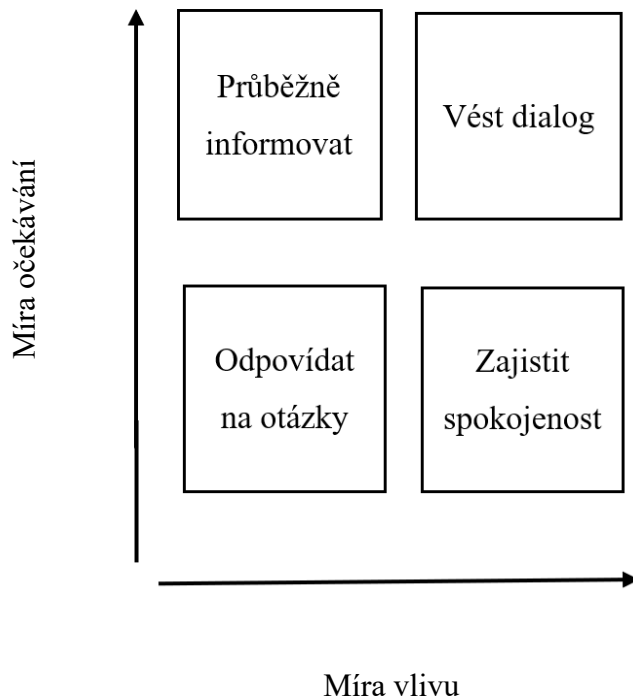 Míra očekávání
Průběžně
informovat
Vést dialog
Odpovídat
na otázky
Zajistit
spokojenost
Míra vlivu